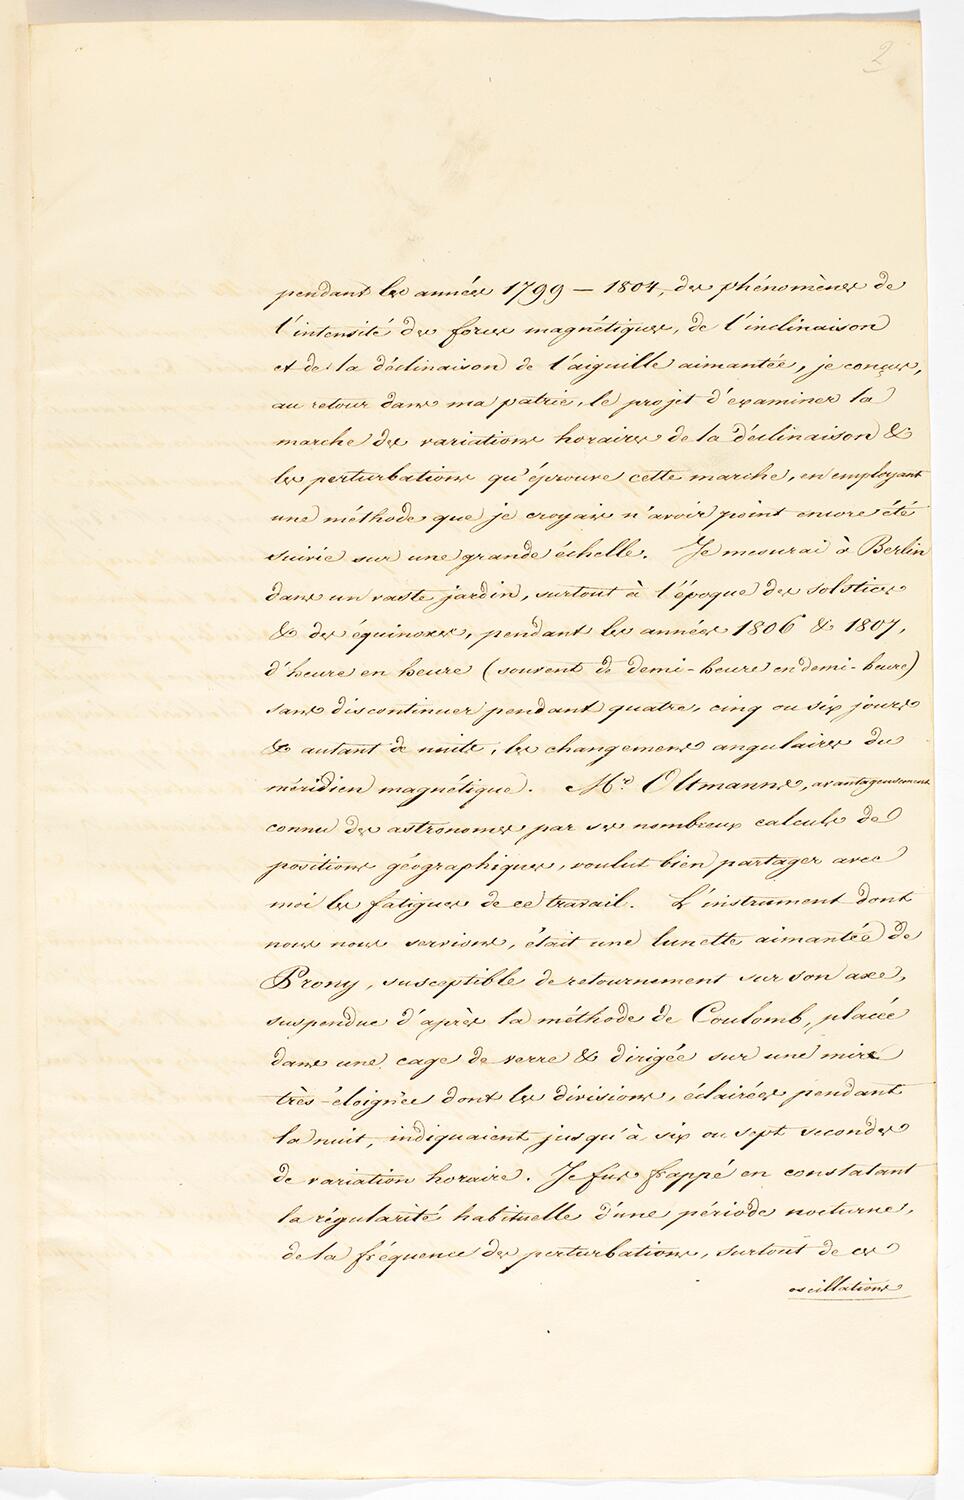 2
pendant les années 1799 – 1804, des phénomènes de
l'intensité des forces magnétiques, de l'inclinaison
et de la déclinaison de l'aiguille aimantée, je conçus,
au retour dans ma patrie, le projet d'examiner la
marche des variations horaires de la déclinaison &
les perturbations qu'éprouve cette marche, en employant
une méthode que je croyais n'avoir point encore été
suivie sur une grande échelle. Je mesurai à Berlin
dans un vaste jardin, surtout à l'époque des solstices
& des équinoxes, pendant les années 1806 & 1807,
d'heure en heure (souvent de demi-heure en demi-heure)
sans discontinuer pendant quatre, cinq ou six jours
& autant de nuits, les changemens angulaires du
méridien magnétique. Mr. Oltmanns, avantageusement
connu des astronomes par ses nombreux calculs de
positions géographiques, voulut bien partager avec
moi les fatigues de ce travail. L'instrument dont
nous nous servions, était une lunette aimantée de
Prony, susceptible de retournement sur son axe,
suspendue d'après la méthode de Coulomb, placée
dans une cage de verre & dirigée sur une mire
très-éloignée dont les divisions, éclairées pendant
la nuit, indiquaient jusqu'à six ou sept secondes
de variation horaire. Je fus frappé en constatant
la régularité habituelle d'une période nocturne,
de la fréquence des perturbations, surtout de ces
oscillations